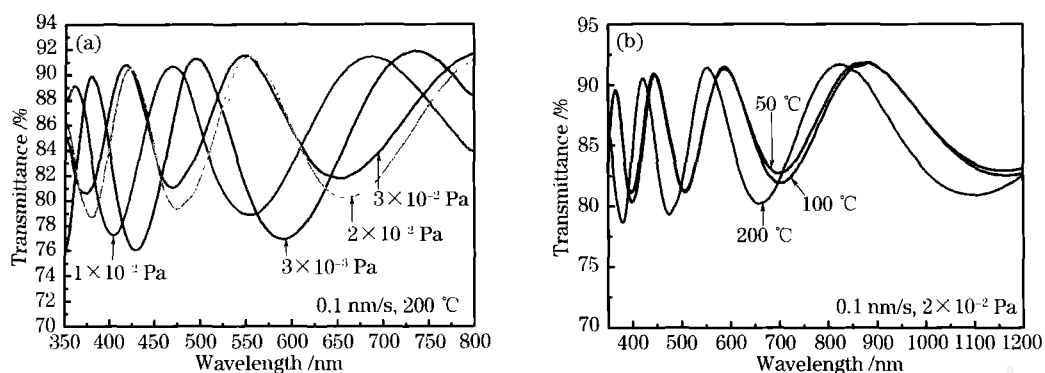 (a)
Transmittance /%
94
92
90
88
86
84
82
80
78
76
74
72
70
350 400 450 500 550 600 650 700 750 800
Wavelength /nm
3×10⁻² Pa
2×10⁻² Pa
3×10⁻³ Pa
1×10⁻² Pa
0.1 nm/s, 200 ℃
(b)
Transmittance /%
95
90
85
80
75
70
400 500 600 700 800 900 1000 1100 1200
Wavelength /nm
50 ℃
100 ℃
200 ℃
0.1 nm/s, 2×10⁻² Pa